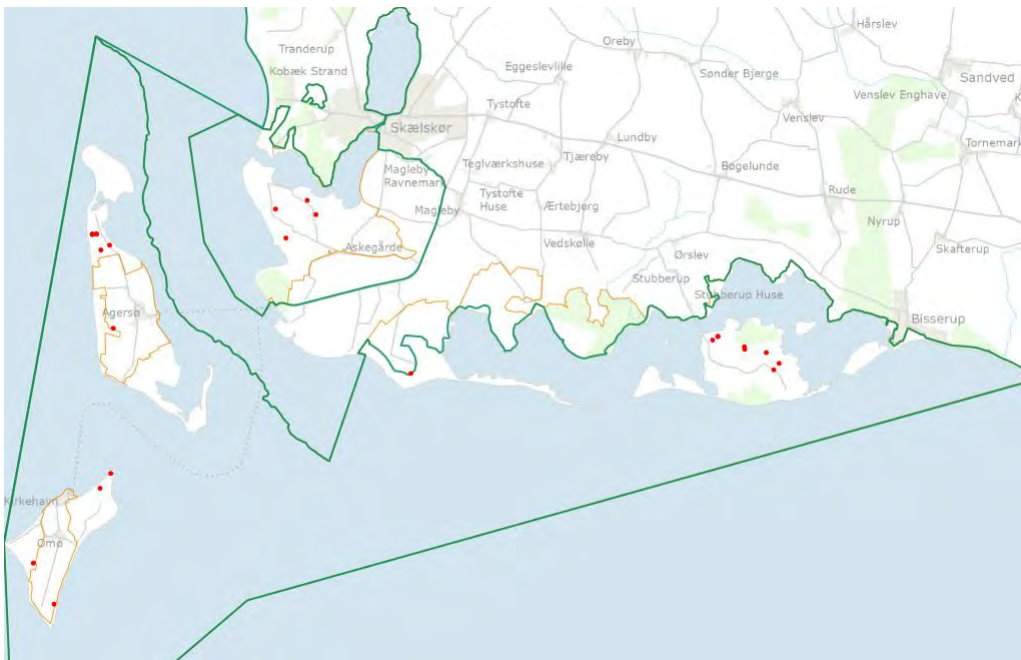 Hårslev
Tranderup
Oreby
Eggeslevlille
Kobæk Strand
Sønder Bjerge
Sandved
Venslev Enghave
Tystofte
Venslev
Skælskør
Lundby
Tornemark
Teglværkshuse
Tjæreby
Magleby
Ravnemark
Bøgelunde
Rude
Tystofte
Huse
Ærtebjerg
Magleby
Nyrup
Vedskølle
Skafterup
Askegårde
Ørslev
Stubberup
Stubberup Huse
Agersø
Bisserup
Kirkehavn
Omø